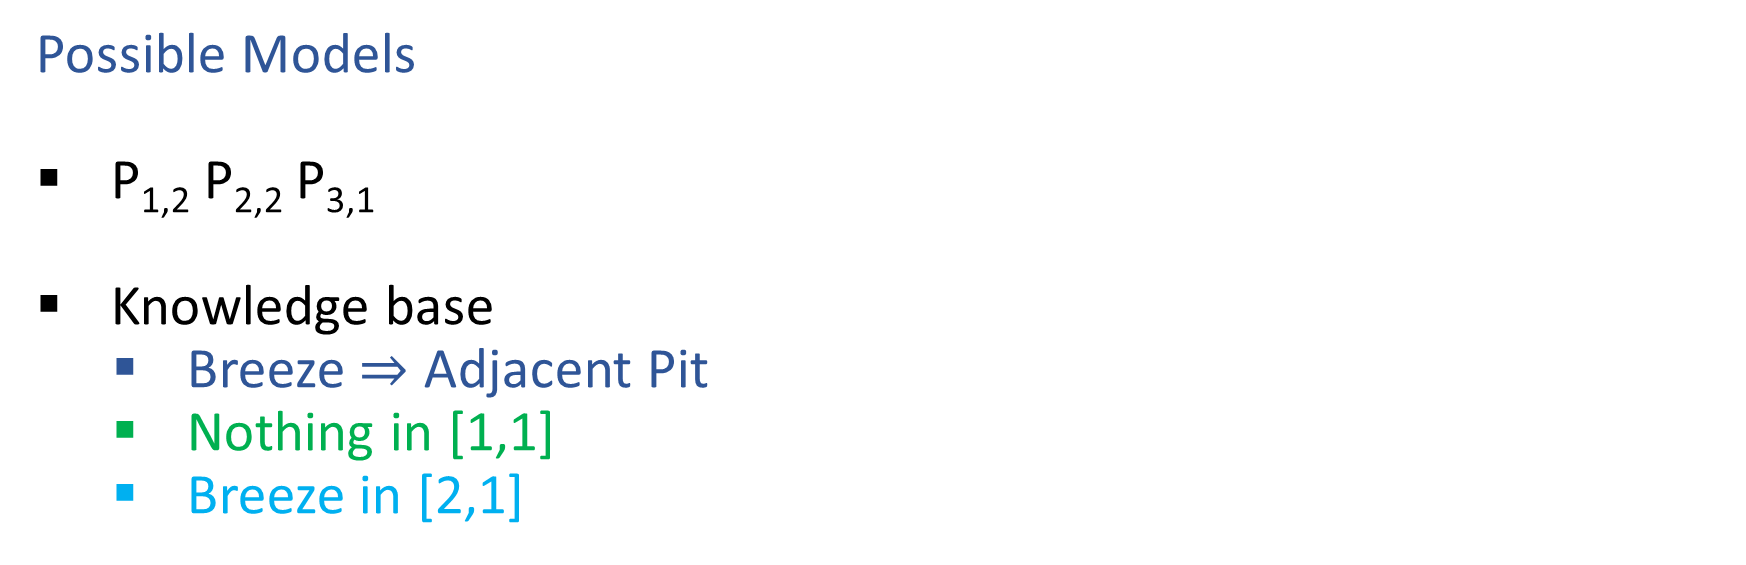 Possible Models
▪ P₁,₂ P₂,₂ P₃,₁
▪ Knowledge base
▪ Breeze ⇒ Adjacent Pit
▪ Nothing in [1,1]
▪ Breeze in [2,1]